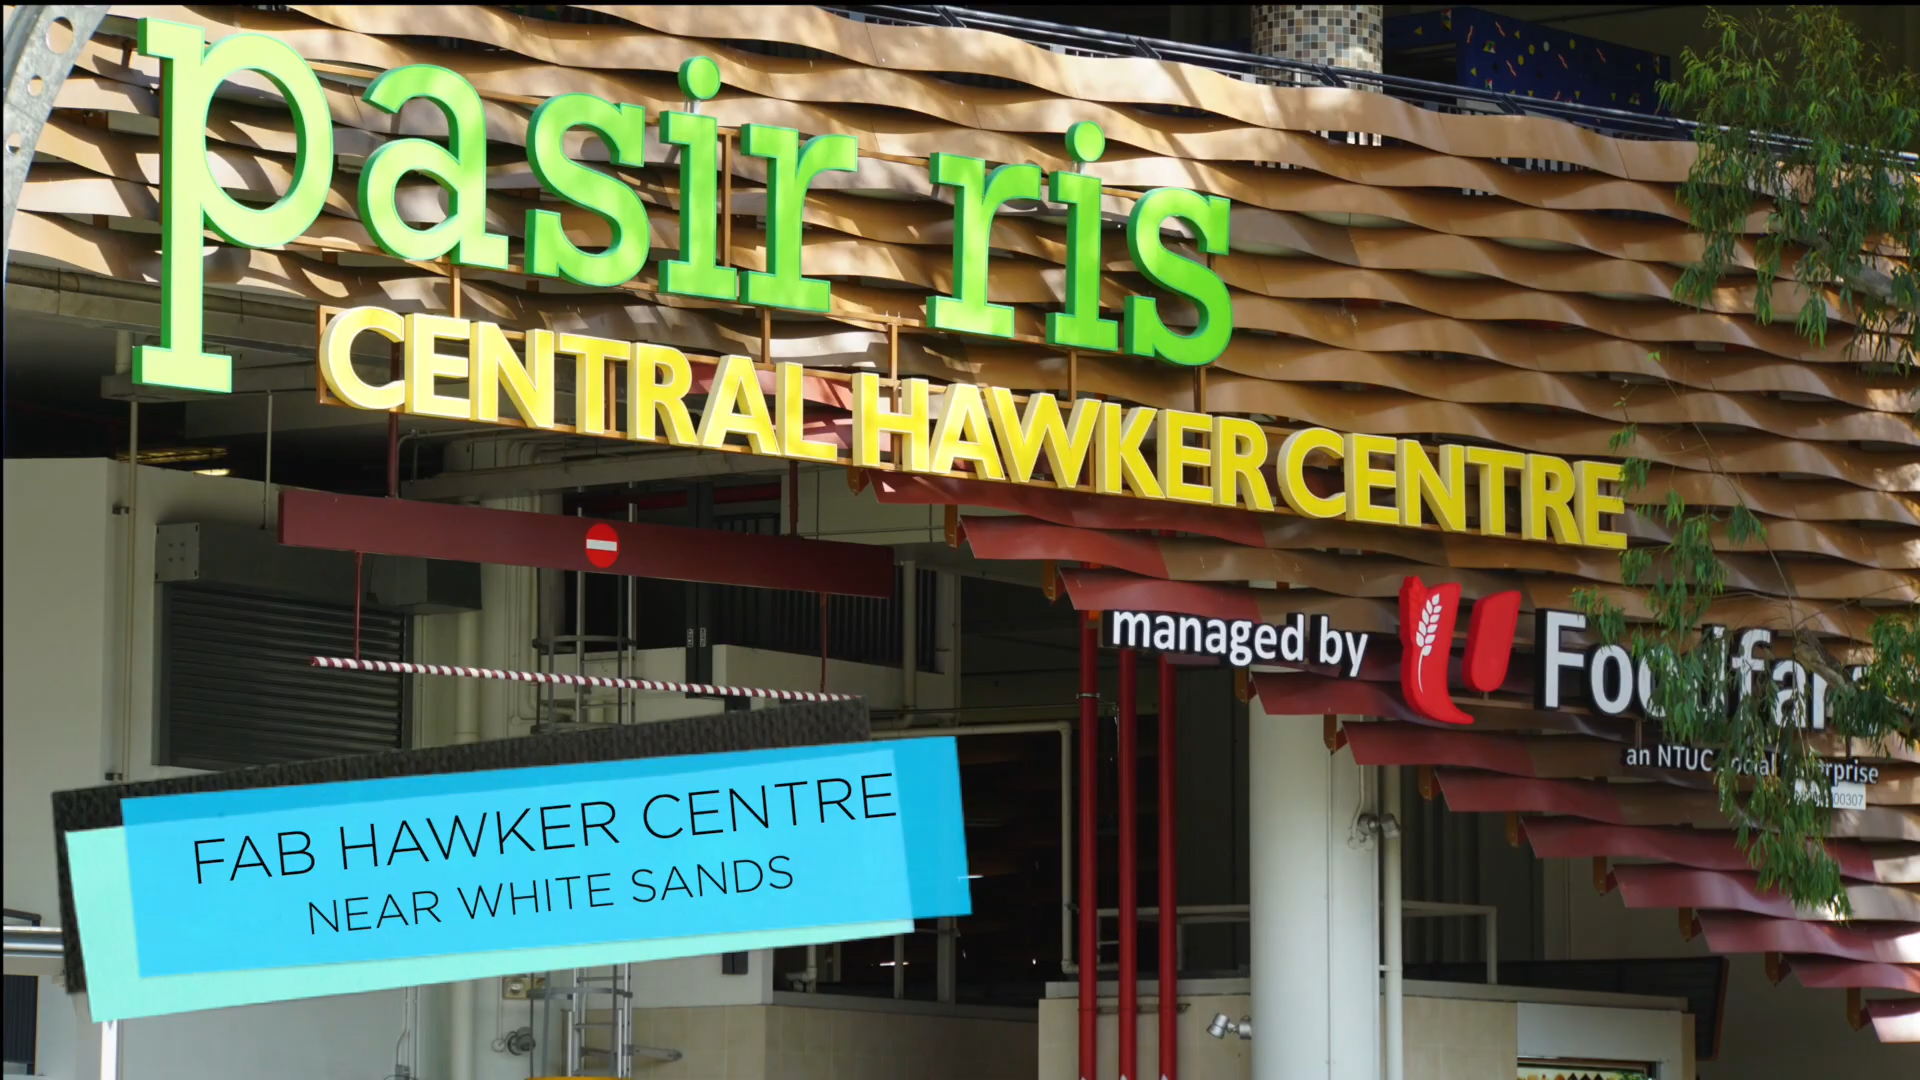 pasir ris
CENTRAL HAWKER CENTRE
managed by
an NTUC
FAB HAWKER CENTRE
NEAR WHITE SANDS